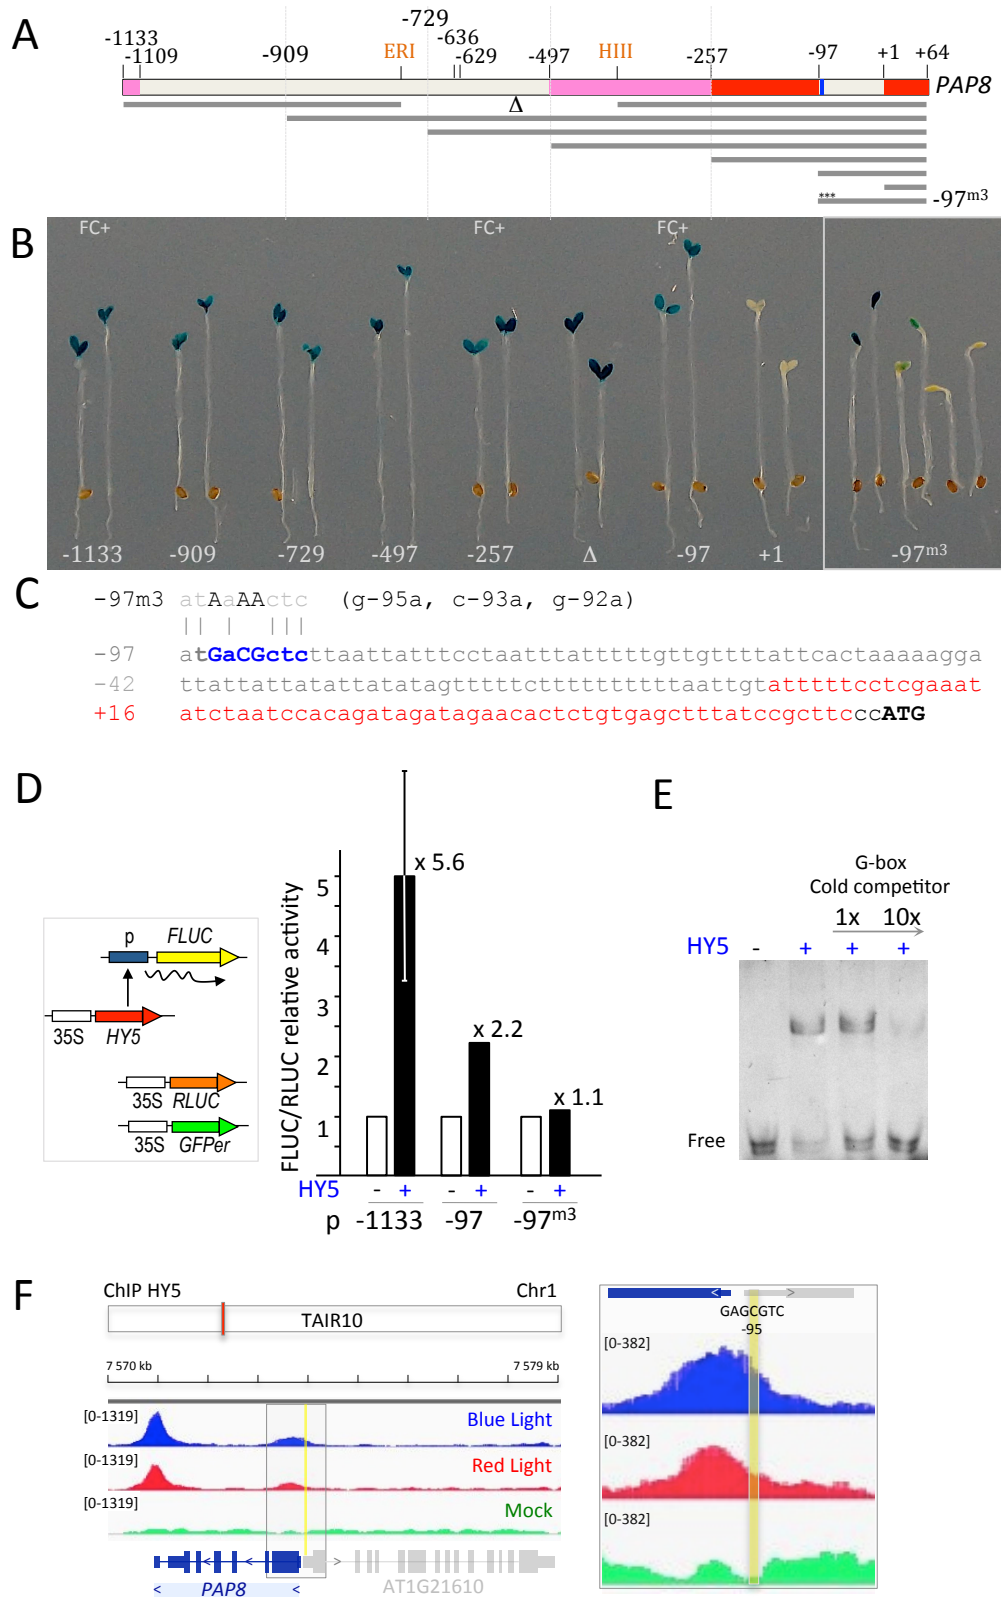 A
-729
-1133
-636
-1109
-909
ERI
-629
-497
HIII
-257
-97
+1
+64
PAP8
Δ
***
-97m3
B
FC+
FC+
FC+
-1133
-909
-729
-497
-257
Δ
-97
+1
-97m3
C
-97m3 atAaAActc (g-95a, c-93a, g-92a)
-97 atGaCGctcttaattatttcctaatttatttttgttgttttattcactaaaaagga
-42 ttattattatattatatagtttttctttttttttttaattgtatttttcctcgaaat
+16 atctaatccacagatagatagaacactctgtgagctttatccgcttcccATG
D
p
FLUC
35S
HY5
35S
RLUC
35S
GFPer
FLUC/RLUC relative activity
5
4
3
2
1
x 5.6
x 2.2
x 1.1
HY5 - + - + - +
p -1133 -97 -97m3
E
G-box
Cold competitor
1x 10x
HY5 - + + +
Free
F
ChIP HY5
Chr1
TAIR10
7 570 kb
7 579 kb
[0-1319]
Blue Light
[0-1319]
Red Light
[0-1319]
Mock
PAP8
AT1G21610
GAGCGTC
-95
[0-382]
[0-382]
[0-382]